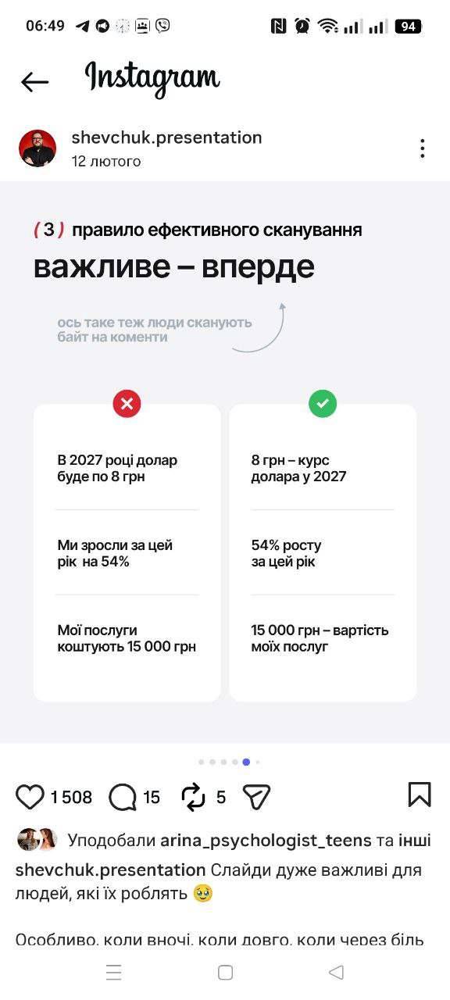 06:49
94
Instagram
shevchuk.presentation
12 лютого
(3) правило ефективного сканування
важливе – вперде
ось таке теж люди сканують
байт на коменти
В 2027 році долар
буде по 8 грн
Ми зросли за цей
рік на 54%
Мої послуги
коштують 15 000 грн
8 грн – курс
долара у 2027
54% росту
за цей рік
15 000 грн – вартість
моїх послуг
1 508
15
5
Уподобали arina_psychologist_teens та інші
shevchuk.presentation Слайди дуже важливі для
людей, які їх роблять 🥹
Особливо, коли вночі, коли довго, коли через біль